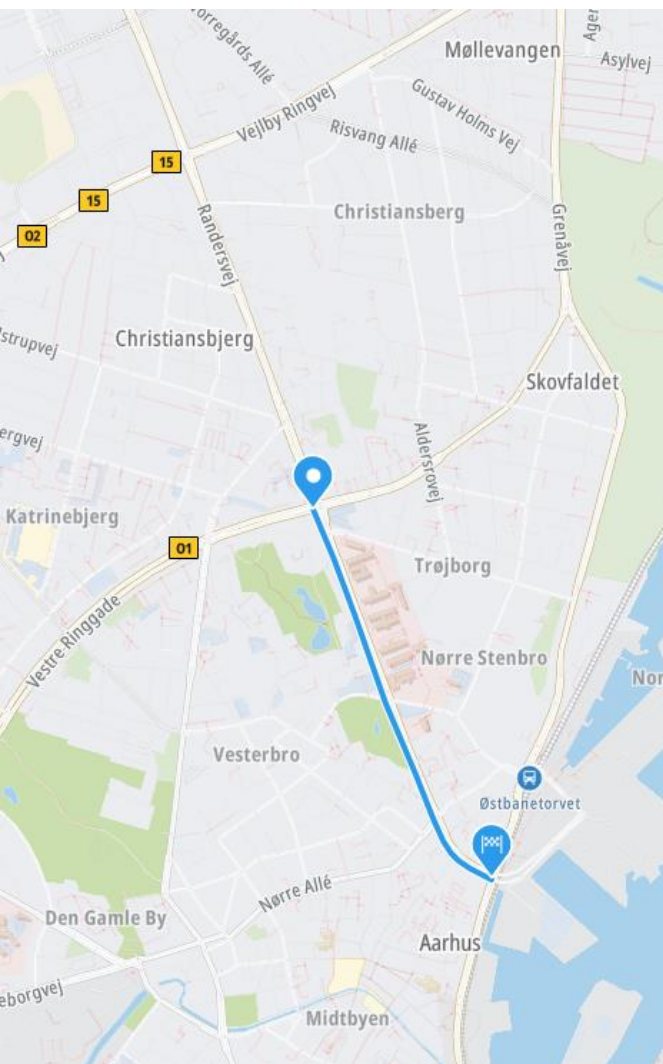 Møllevangen
Asylvej
Vejlby Ringvej
Gustav Holms Vej
Risvang Allé
15
15
02
Christiansberg
Randersvej
Grenåvej
Christiansbjerg
Skovfaldet
Aldersrovej
Katrinebjerg
01
Trøjborg
Vestre Ringgade
Nørre Stenbro
Vesterbro
Østbanetorvet
Nørre Allé
Den Gamle By
Aarhus
Midtbyen